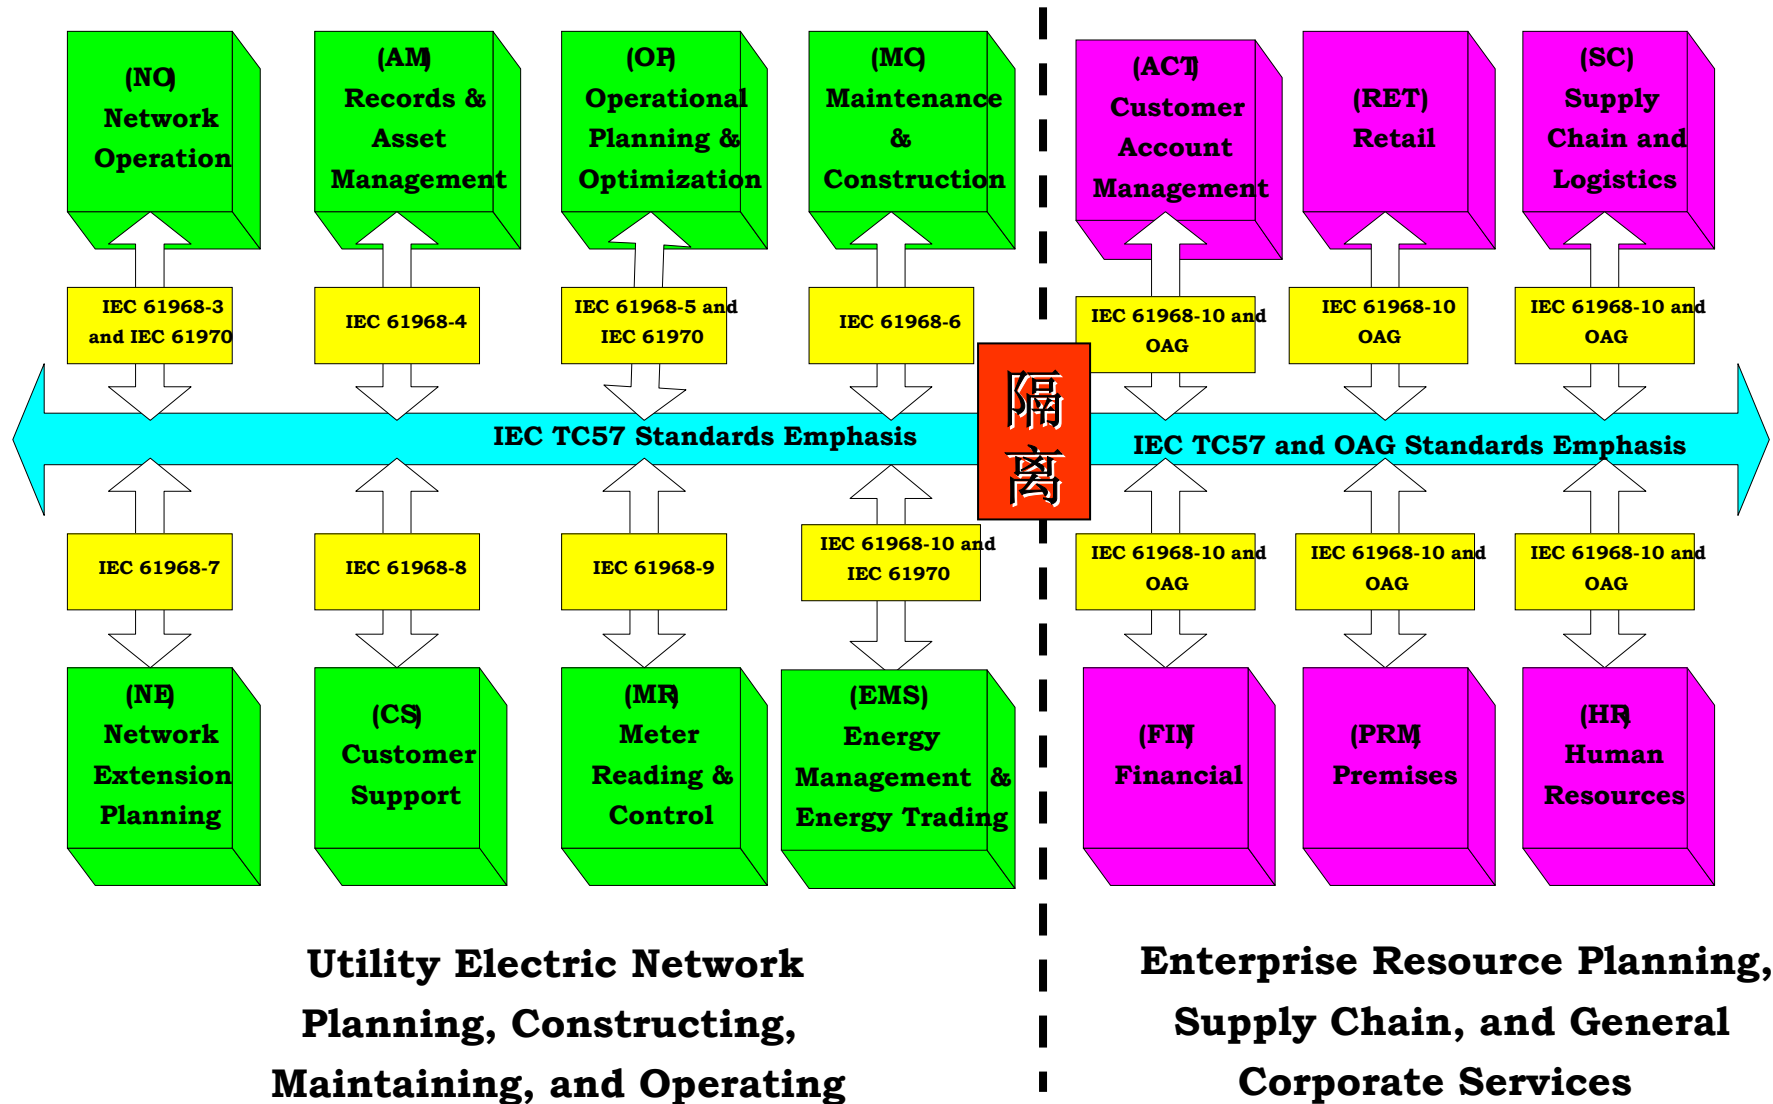 (NO)
Network
Operation
(AM)
Records &
Asset
Management
(OP)
Operational
Planning &
Optimization
(MC)
Maintenance
&
Construction
(ACT)
Customer
Account
Management
(RET)
Retail
(SC)
Supply
Chain and
Logistics
IEC 61968-3
and IEC 61970
IEC 61968-4
IEC 61968-5 and
IEC 61970
IEC 61968-6
IEC 61968-10 and
OAG
IEC 61968-10
OAG
IEC 61968-10 and
OAG
隔
离
IEC TC57 Standards Emphasis
IEC TC57 and OAG Standards Emphasis
IEC 61968-7
IEC 61968-8
IEC 61968-9
IEC 61968-10 and
IEC 61970
IEC 61968-10 and
OAG
IEC 61968-10 and
OAG
IEC 61968-10 and
OAG
(NE)
Network
Extension
Planning
(CS)
Customer
Support
(MR)
Meter
Reading &
Control
(EMS)
Energy
Management &
Energy Trading
(FIN)
Financial
(PRM)
Premises
(HR)
Human
Resources
Utility Electric Network
Planning, Constructing,
Maintaining, and Operating
Enterprise Resource Planning,
Supply Chain, and General
Corporate Services